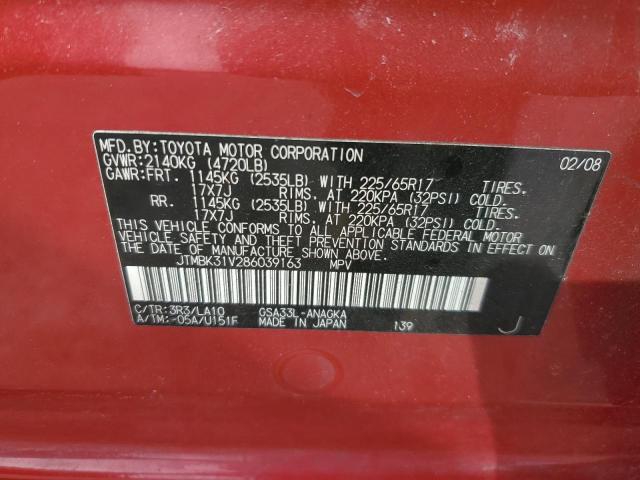 MFD.BY:TOYOTA MOTOR CORPORATION 02/08
GVWR:2140KG (4720LB)
GAWR:FRT. 1145KG (2535LB) WITH 225/65R17 TIRES.
17X7J RIMS, AT 220KPA (32PSI) COLD.
RR. 1145KG (2535LB) WITH 225/65R17 TIRES.
17X7J RIMS, AT 220KPA (32PSI) COLD.
THIS VEHICLE CONFORMS TO ALL APPLICABLE FEDERAL MOTOR
VEHICLE SAFETY AND THEFT PREVENTION STANDARDS IN EFFECT ON
THE DATE OF MANUFACTURE SHOWN ABOVE.
JTMBK31V286039163 MPV
C/TR:3R3/LA10 GSA33L-ANAGKA
A/TM:-05A/U151F MADE IN JAPAN 139 J